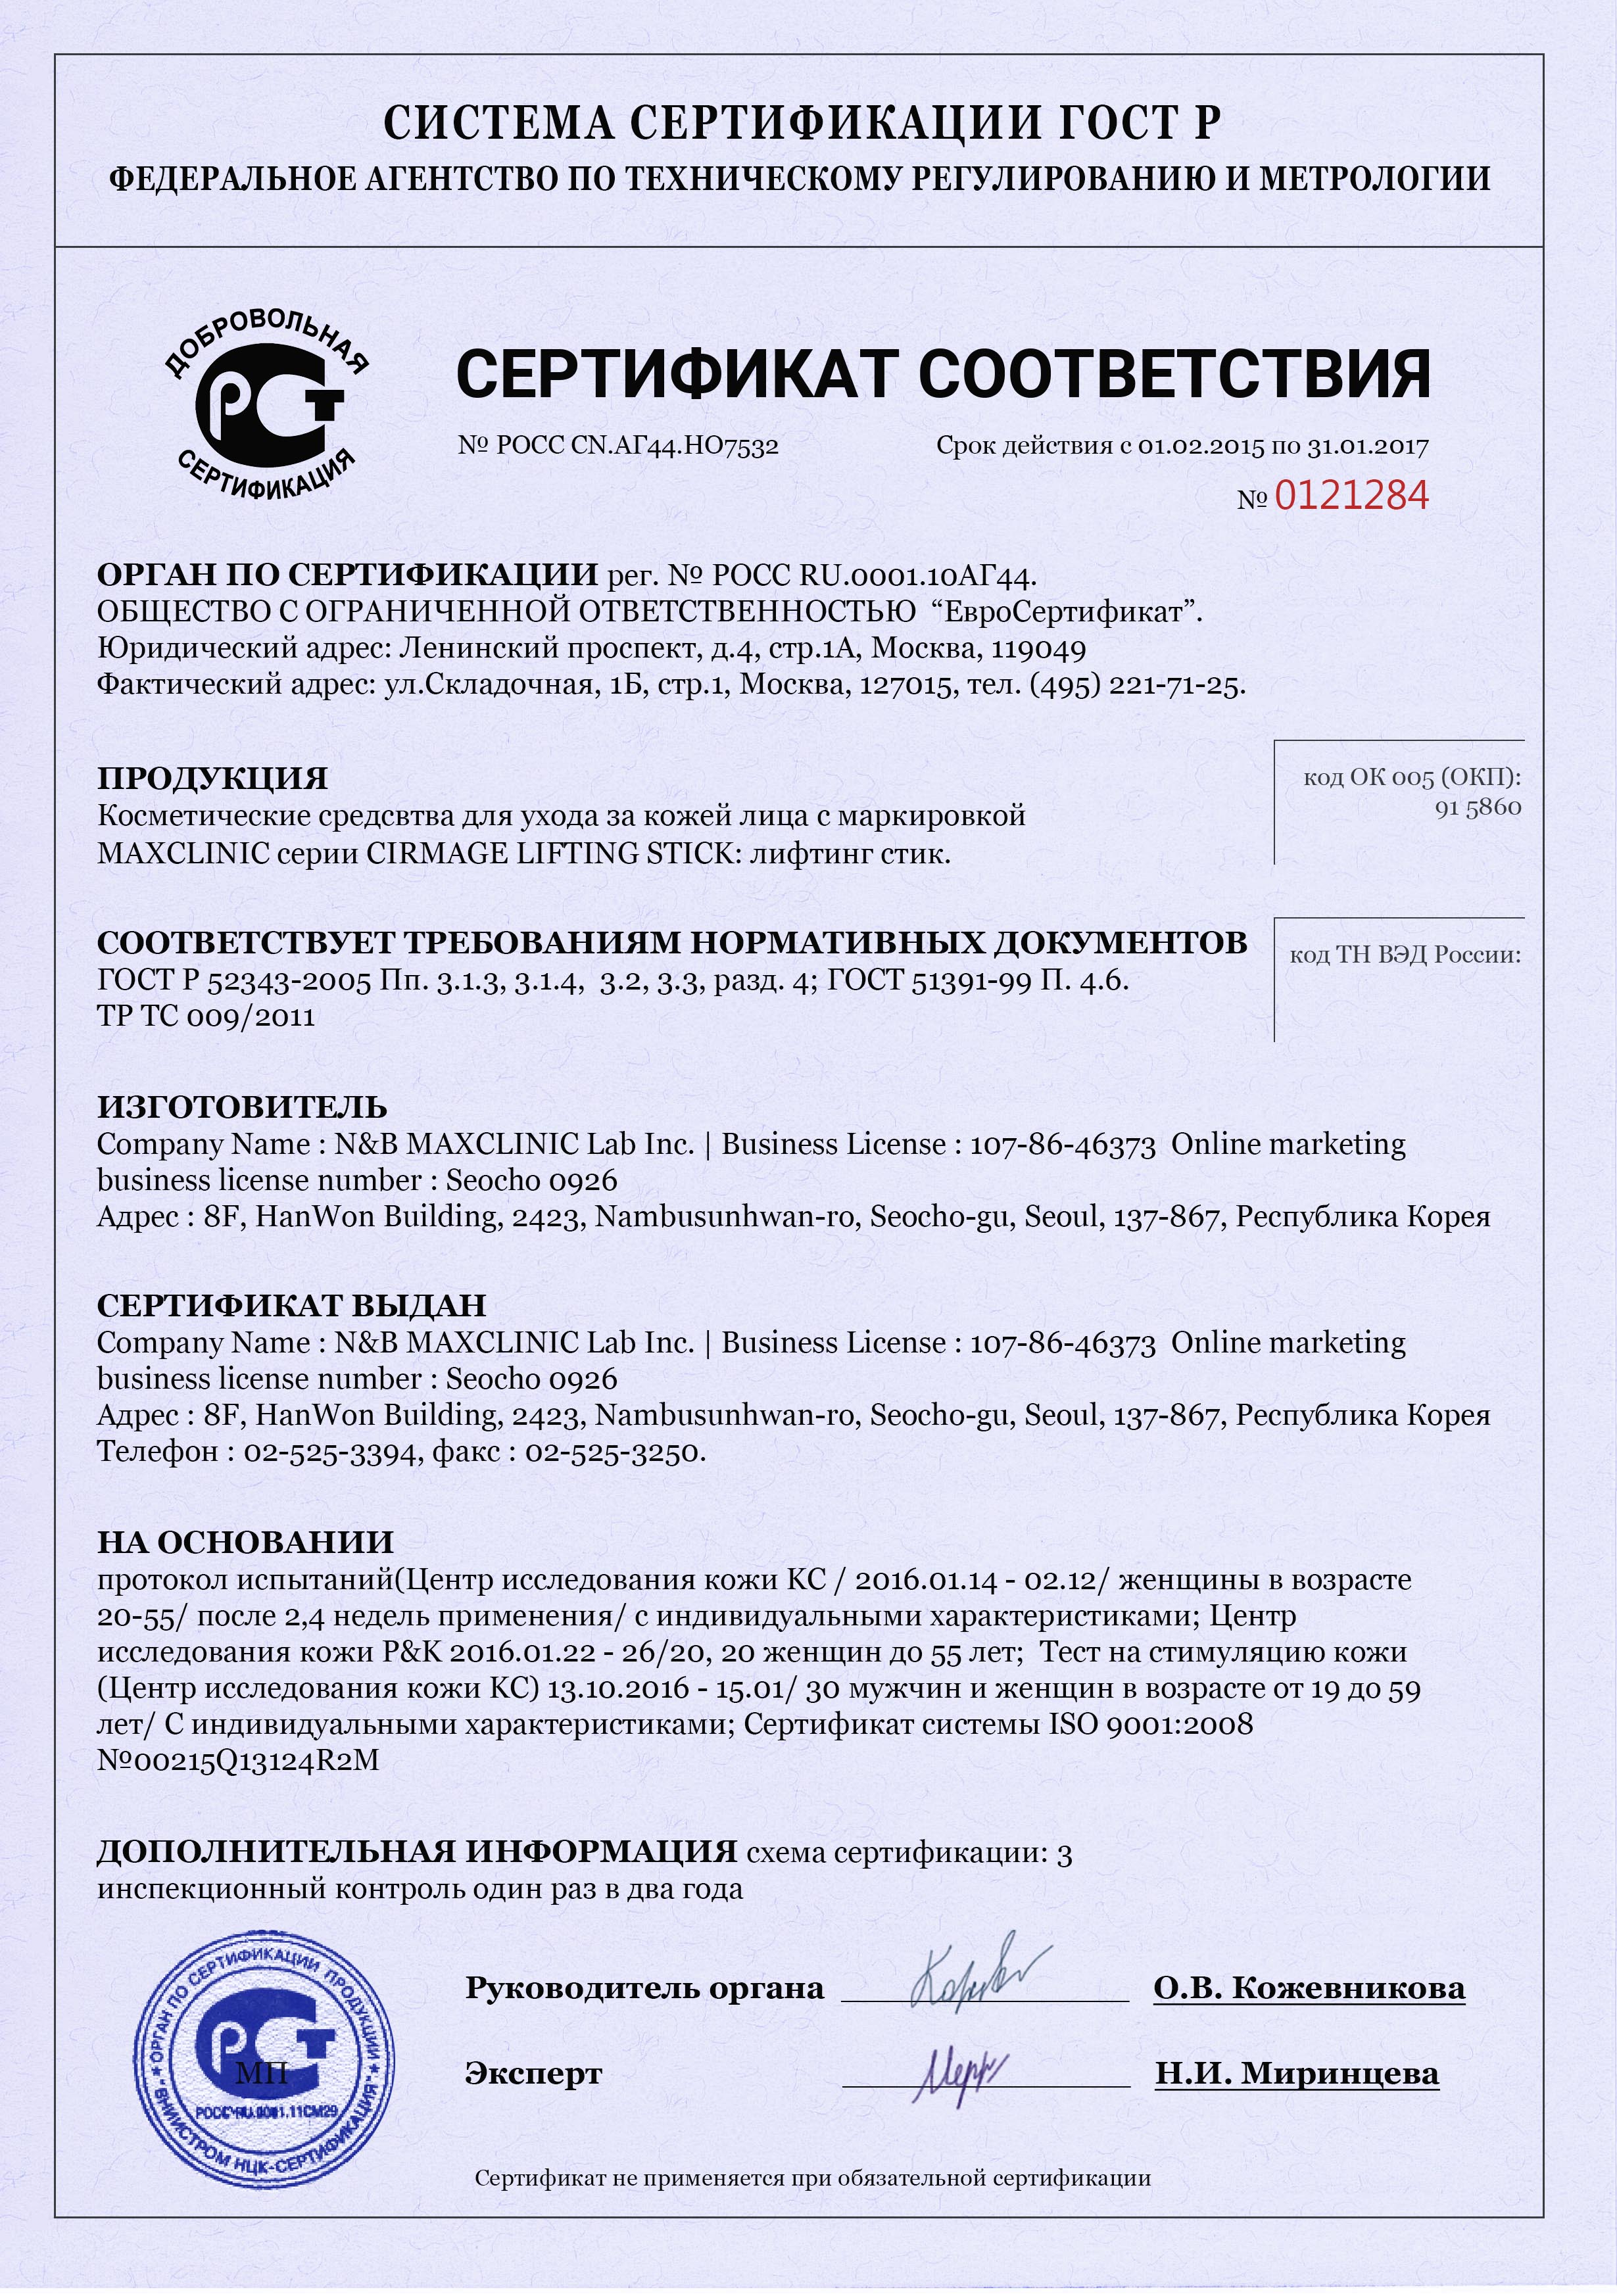 СИСТЕМА СЕРТИФИКАЦИИ ГОСТ Р
ФЕДЕРАЛЬНОЕ АГЕНТСТВО ПО ТЕХНИЧЕСКОМУ РЕГУЛИРОВАНИЮ И МЕТРОЛОГИИ
ДОБРОВОЛЬНАЯ
РСТ
СЕРТИФИКАЦИЯ
СЕРТИФИКАТ СООТВЕТСТВИЯ
№ РОСС CN.АГ44.НО7532
Срок действия с 01.02.2015 по 31.01.2017
№ 0121284
ОРГАН ПО СЕРТИФИКАЦИИ рег. № РОСС RU.0001.10АГ44.
ОБЩЕСТВО С ОГРАНИЧЕННОЙ ОТВЕТСТВЕННОСТЬЮ “ЕвроСертификат”.
Юридический адрес: Ленинский проспект, д.4, стр.1А, Москва, 119049
Фактический адрес: ул.Складочная, 1Б, стр.1, Москва, 127015, тел. (495) 221-71-25.
ПРОДУКЦИЯ
Косметические средсвтва для ухода за кожей лица с маркировкой
MAXCLINIC серии CIRMAGE LIFTING STICK: лифтинг стик.
код ОК 005 (ОКП):
91 5860
СООТВЕТСТВУЕТ ТРЕБОВАНИЯМ НОРМАТИВНЫХ ДОКУМЕНТОВ
ГОСТ Р 52343-2005 Пп. 3.1.3, 3.1.4, 3.2, 3.3, разд. 4; ГОСТ 51391-99 П. 4.6.
ТР ТС 009/2011
код ТН ВЭД России:
ИЗГОТОВИТЕЛЬ
Company Name : N&B MAXCLINIC Lab Inc. | Business License : 107-86-46373 Online marketing
business license number : Seocho 0926
Адрес : 8F, HanWon Building, 2423, Nambusunhwan-ro, Seocho-gu, Seoul, 137-867, Республика Корея
СЕРТИФИКАТ ВЫДАН
Company Name : N&B MAXCLINIC Lab Inc. | Business License : 107-86-46373 Online marketing
business license number : Seocho 0926
Адрес : 8F, HanWon Building, 2423, Nambusunhwan-ro, Seocho-gu, Seoul, 137-867, Республика Корея
Телефон : 02-525-3394, факс : 02-525-3250.
НА ОСНОВАНИИ
протокол испытаний(Центр исследования кожи КС / 2016.01.14 - 02.12/ женщины в возрасте
20-55/ после 2,4 недель применения/ с индивидуальными характеристиками; Центр
исследования кожи P&K 2016.01.22 - 26/20, 20 женщин до 55 лет; Тест на стимуляцию кожи
(Центр исследования кожи КС) 13.10.2016 - 15.01/ 30 мужчин и женщин в возрасте от 19 до 59
лет/ С индивидуальными характеристиками; Сертификат системы ISO 9001:2008
№00215Q13124R2M
ДОПОЛНИТЕЛЬНАЯ ИНФОРМАЦИЯ схема сертификации: 3
инспекционный контроль один раз в два года
ОРГАН ПО СЕРТИФИКАЦИИ ПРОДУКЦИИ
РСТ
МП
РОСС RU.0001.11СМ29
"ВНИИСТРОМ НЦК-СЕРТИФИКАЦИЯ"
Руководитель органа
О.В. Кожевникова
Эксперт
Н.И. Миринцева
Сертификат не применяется при обязательной сертификации